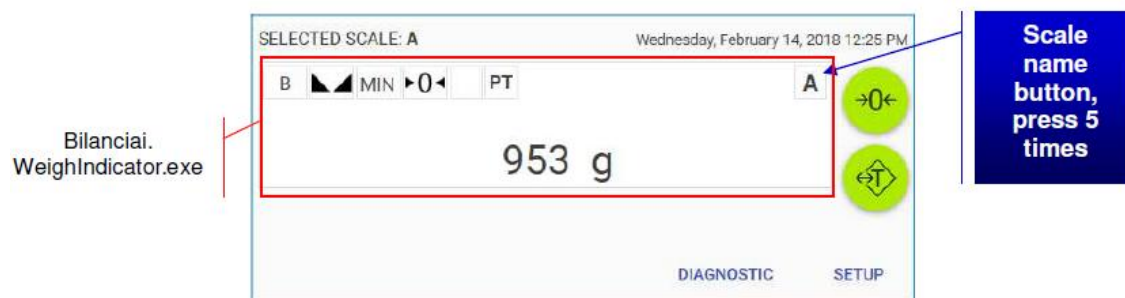 SELECTED SCALE: A
Wednesday, February 14, 2018 12:25 PM
B MIN ►0◄ PT A
→0←
953 g
T
DIAGNOSTIC SETUP
Bilanciai.
WeighIndicator.exe
Scale
name
button,
press 5
times